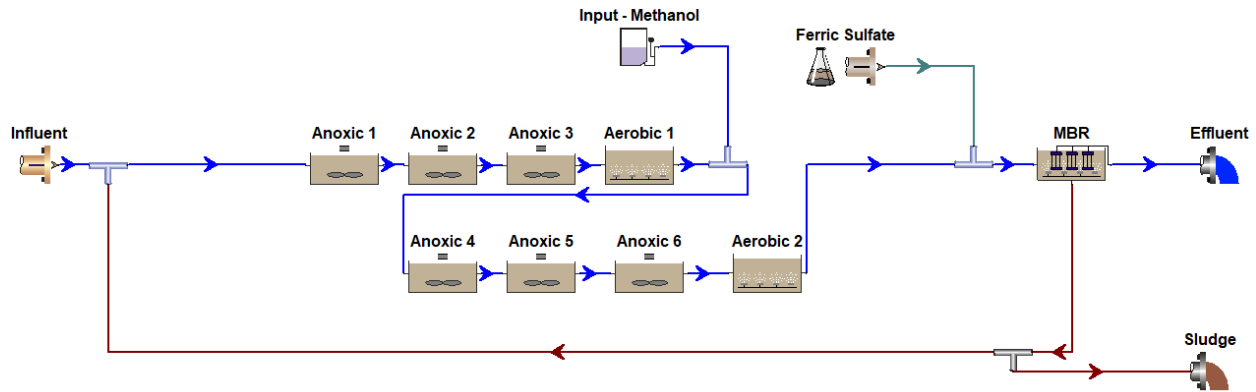 Input - Methanol
Ferric Sulfate
Influent
Anoxic 1
Anoxic 2
Anoxic 3
Aerobic 1
MBR
Effluent
Anoxic 4
Anoxic 5
Anoxic 6
Aerobic 2
Sludge